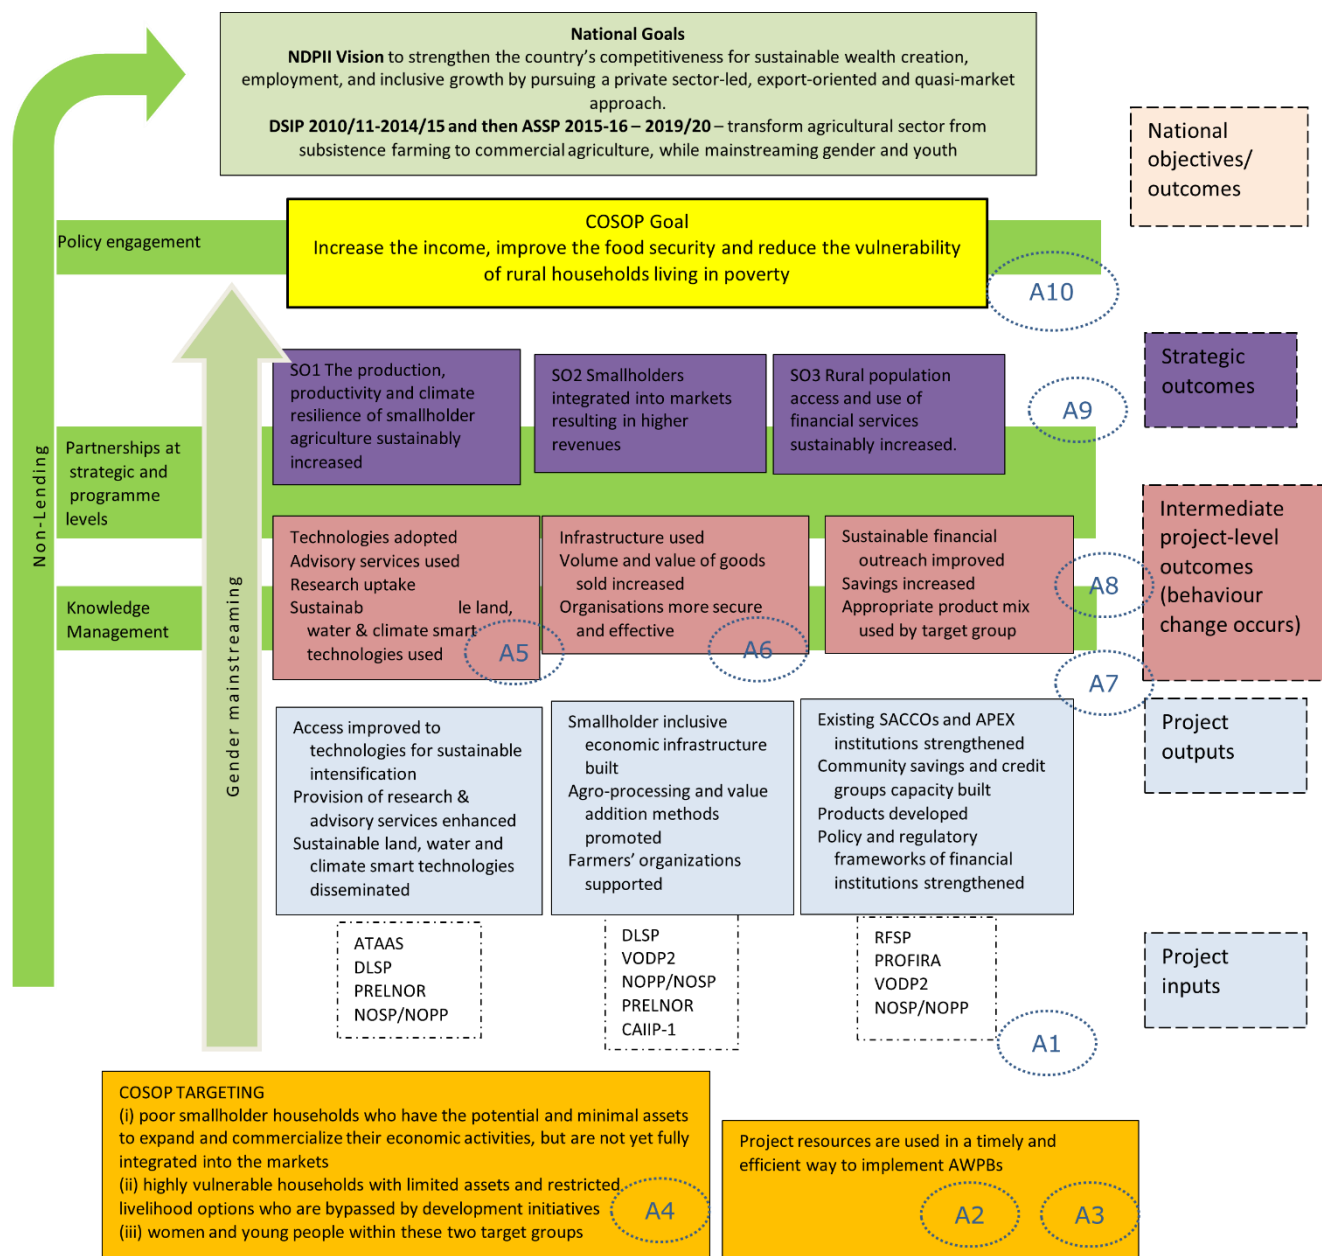 National Goals
NDPII Vision to strengthen the country's competitiveness for sustainable wealth creation,
employment, and inclusive growth by pursuing a private sector-led, export-oriented and quasi-market
approach.
DSIP 2010/11-2014/15 and then ASSP 2015-16 – 2019/20 – transform agricultural sector from
subsistence farming to commercial agriculture, while mainstreaming gender and youth
National
objectives/
outcomes
Policy engagement
COSOP Goal
Increase the income, improve the food security and reduce the vulnerability
of rural households living in poverty
A10
Non-Lending
Gender mainstreaming
SO1 The production,
productivity and climate
resilience of smallholder
agriculture sustainably
increased
SO2 Smallholders
integrated into markets
resulting in higher
revenues
SO3 Rural population
access and use of
financial services
sustainably increased.
A9
Strategic
outcomes
Partnerships at
strategic and
programme
levels
Technologies adopted
Advisory services used
Research uptake
Sustainab le land,
water & climate smart
technologies used
A5
Infrastructure used
Volume and value of goods
sold increased
Organisations more secure
and effective
A6
Sustainable financial
outreach improved
Savings increased
Appropriate product mix
used by target group
A8
A7
Intermediate
project-level
outcomes
(behaviour
change occurs)
Knowledge
Management
Access improved to
technologies for sustainable
intensification
Provision of research &
advisory services enhanced
Sustainable land, water and
climate smart technologies
disseminated
Smallholder inclusive
economic infrastructure
built
Agro-processing and value
addition methods
promoted
Farmers' organizations
supported
Existing SACCOs and APEX
institutions strengthened
Community savings and credit
groups capacity built
Products developed
Policy and regulatory
frameworks of financial
institutions strengthened
Project
outputs
ATAAS
DLSP
PRELNOR
NOSP/NOPP
DLSP
VODP2
NOPP/NOSP
PRELNOR
CAIIP-1
RFSP
PROFIRA
VODP2
NOSP/NOPP
A1
Project
inputs
COSOP TARGETING
(i) poor smallholder households who have the potential and minimal assets
to expand and commercialize their economic activities, but are not yet fully
integrated into the markets
(ii) highly vulnerable households with limited assets and restricted
livelihood options who are bypassed by development initiatives
(iii) women and young people within these two target groups
A4
Project resources are used in a timely and
efficient way to implement AWPBs
A2
A3